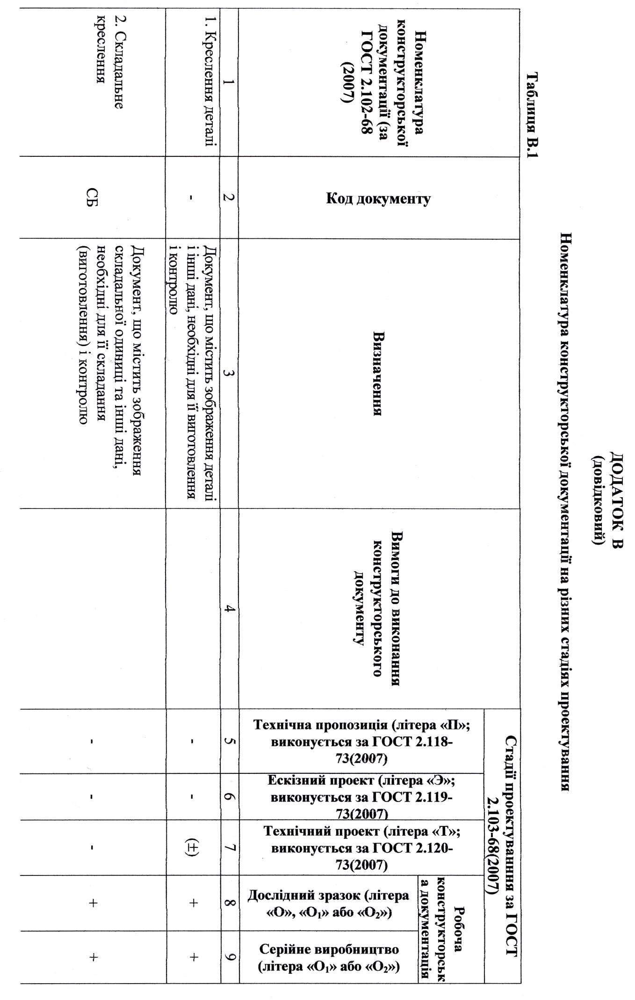 ДОДАТОК В
(довідковий)
Номенклатура конструкторської документації на різних стадіях проектування
Таблиця В.1
Номенклатура
конструкторської
документації (за
ГОСТ 2.102-68
(2007)
Код документу
Визначення
Вимоги до виконання
конструкторського
документу
Стадії проектування за ГОСТ
2.103-68(2007)
Технічна пропозиція (літера «П»;
виконується за ГОСТ 2.118-
73(2007)
Ескізний проект (літера «Э»;
виконується за ГОСТ 2.119-
73(2007)
Технічний проект (літера «Т»;
виконується за ГОСТ 2.120-
73(2007)
Робоча
конструкторськ
а документація
Дослідний зразок (літера
«О», «О₁» або «О₂»)
Серійне виробництво
(літера «О₁» або «О₂»)
1
2
3
4
5
6
7
8
9
1. Креслення деталі
-
Документ, що містить зображення деталі
і інші дані, необхідні для її виготовлення
і контролю
-
-
(±)
+
+
2. Складальне
креслення
СБ
Документ, що містить зображення
складальної одиниці та інші дані,
необхідні для її складання
(виготовлення) і контролю
-
-
-
+
+